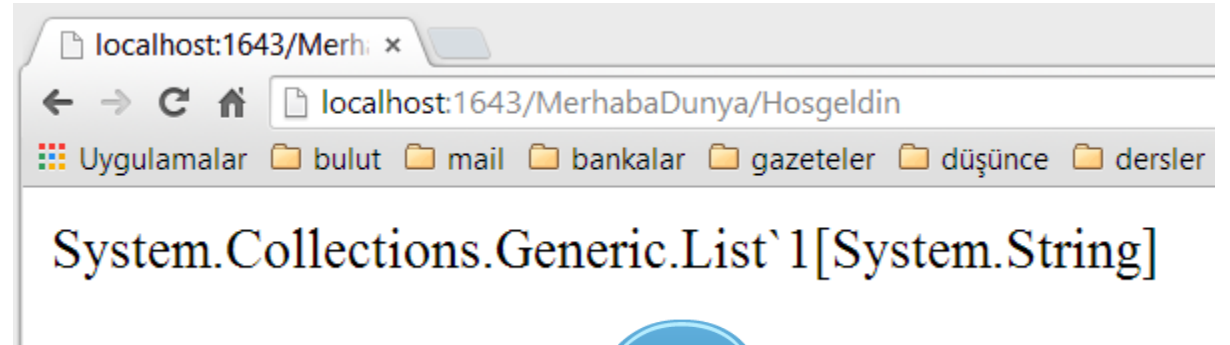 localhost:1643/Merh
localhost:1643/MerhabaDunya/Hosgeldin
Uygulamalar bulut mail bankalar gazeteler düşünce dersler
System.Collections.Generic.List`1[System.String]